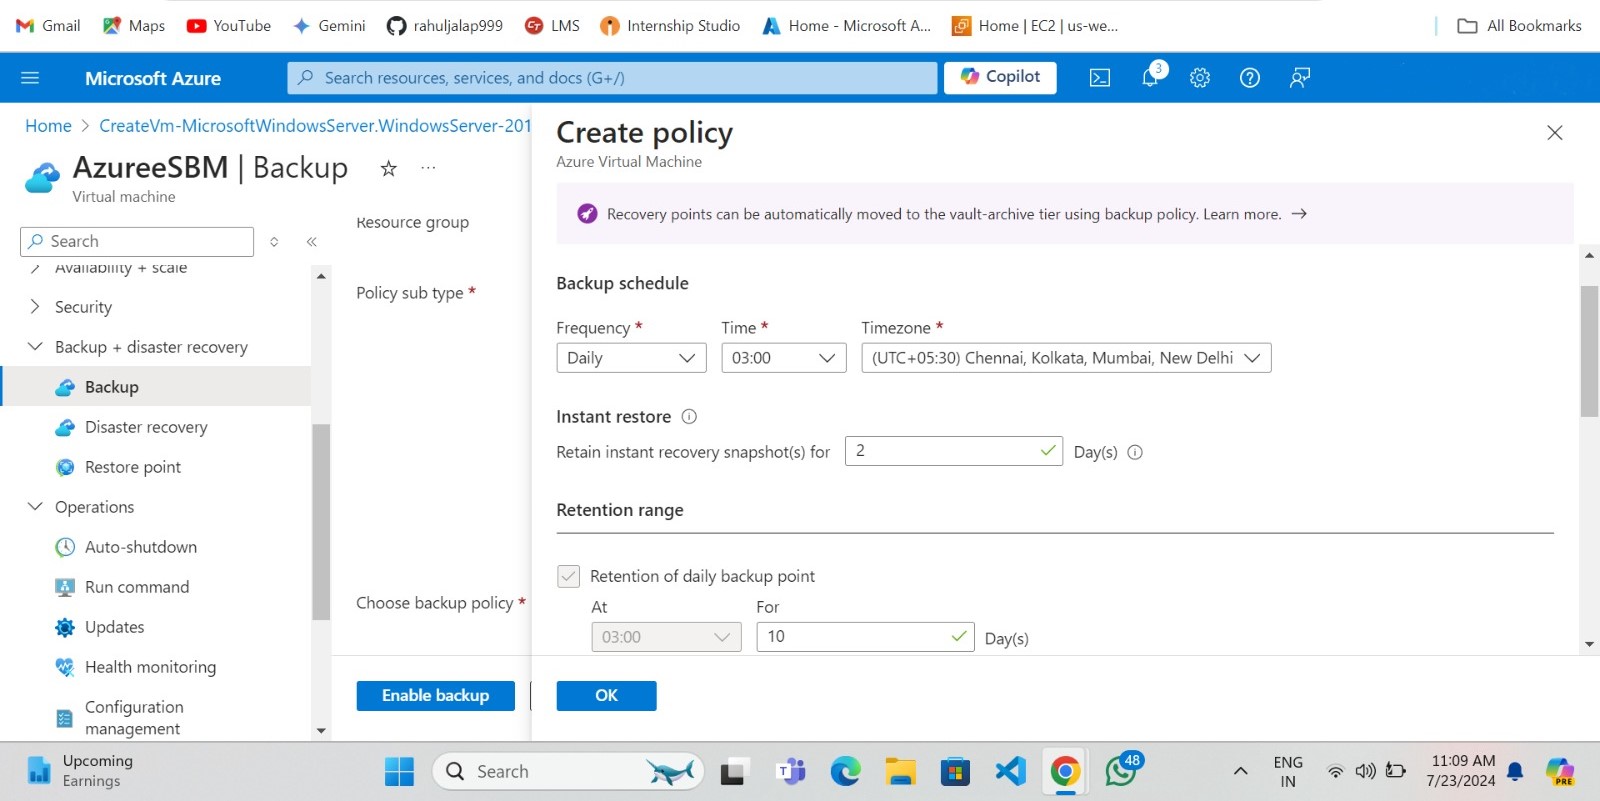 Gmail
Maps
YouTube
Gemini
rahuljalap999
LMS
Internship Studio
Home - Microsoft A...
Home | EC2 | us-we...
All Bookmarks
Microsoft Azure
Search resources, services, and docs (G+/)
Copilot
3
Home > CreateVm-MicrosoftWindowsServer.WindowsServer-201
AzureeSBM | Backup
Virtual machine
Search
Availability + scale
Security
Backup + disaster recovery
Backup
Disaster recovery
Restore point
Operations
Auto-shutdown
Run command
Updates
Health monitoring
Configuration
management
Resource group
Policy sub type *
Choose backup policy *
Enable backup
Create policy
Azure Virtual Machine
Recovery points can be automatically moved to the vault-archive tier using backup policy. Learn more. →
Backup schedule
Frequency * Time * Timezone *
Daily 03:00 (UTC+05:30) Chennai, Kolkata, Mumbai, New Delhi
Instant restore
Retain instant recovery snapshot(s) for 2 Day(s)
Retention range
Retention of daily backup point
At For
03:00 10 Day(s)
OK
Upcoming
Earnings
Search
T
48
ENG
IN
11:09 AM
7/23/2024
PRE